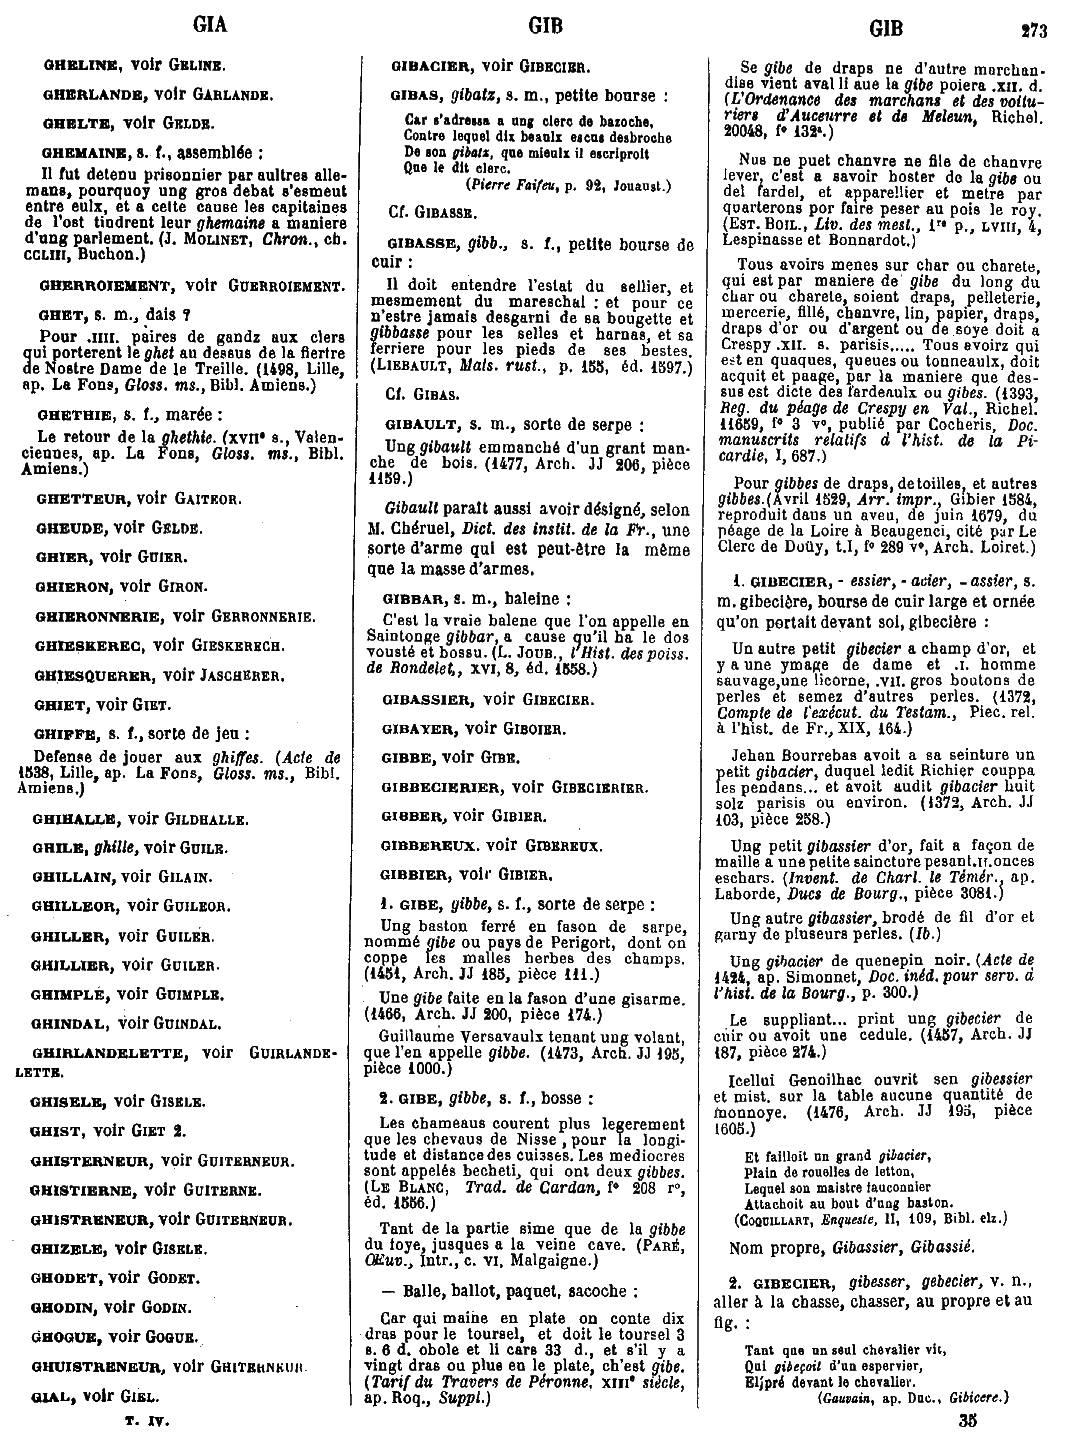 GIA
GIB
GIB
273
GHELINE, voir GELINE.
GHERLANDE, voir GARLANDE.
GHELTE, voir GELDE.
GHEMAINE, s. f., assemblée :
Il fut detenu prisonnier par aultres alle-
mans, pourquoy ung gros debat s'esmeut
entre eulx, et a celte cause les capitaines
de l'ost tindrent leur ghemaine a maniere
d'ung parlement. (J. MOLINET, Chron., ch.
CCLIII, Buchon.)
GHERROIEMENT, voir GUERROIEMENT.
GHET, s. m., dais ?
Pour .IIII. paires de gandz aux clers
qui porterent le ghet au dessus de la fiertre
de Nostre Dame de le Treille. (1498, Lille,
ap. La Fons, Gloss. ms., Bibl. Amiens.)
GHETHIE, s. f., marée :
Le retour de la ghethie. (XVIIe s., Valen-
ciennes, ap. La Fons, Gloss. ms., Bibl.
Amiens.)
GHETTEUR, voir GAITEOR.
GHEUDE, voir GELDE.
GHIER, voir GUIER.
GHIERON, voir GIRON.
GHIERONNERIE, voir GERRONNERIE.
GHIESKEREC, voir GIESKERECH.
GHIESQUERER, voir JASCHERER.
GHIET, voir GIET.
GHIFFE, s. f., sorte de jeu :
Defense de jouer aux ghiffes. (Acte de
1538, Lille, ap. La Fons, Gloss. ms., Bibl.
Amiens.)
GHIHALLE, voir GILDHALLE.
GHILE, ghille, voir GUILE.
GHILLAIN, voir GILAIN.
GHILLEOR, voir GUILEOR.
GHILLER, voir GUILER.
GHILLIER, voir GUILER.
GHIMPLE, voir GUIMPLE.
GHINDAL, voir GUINDAL.
GHIRLANDELETTE, voir GUIRLANDE-
LETTE.
GHISELE, voir GISELE.
GHIST, voir GIET 2.
GHISTERNEUR, voir GUITERNEUR.
GHISTIERNE, voir GUITERNE.
GHISTRENEUR, voir GUITERNEUR.
GHIZELE, voir GISELE.
GHODET, voir GODET.
GHODIN, voir GODIN.
GHOGUE, voir GOGUE.
GHUISTRENEUR, voir GHITERNEUR.
GIAL, voir GIEL.
T. IV.
GIBACIER, voir GIBECIER.
GIBAS, gibatz, s. m., petite bourse :
Car s'adressa a ung clerc de bazoche,
Contre lequel dix beaulx escus desbroche
De son gibatz, que mieulx il escriproit
Que le dit clerc.
(Pierre Faifeu, p. 92, Jouaust.)
Cf. GIBASSE.
GIBASSE, gibb., s. f., petite bourse de
cuir :
Il doit entendre l'estat du sellier, et
mesmement du mareschal : et pour ce
n'estre jamais desgarni de sa bougette et
gibbasse pour les selles et harnas, et sa
ferriere pour les pieds de ses bestes.
(LIEBAULT, Mais. rust., p. 155, éd. 1597.)
Cf. GIBAS.
GIBAULT, s. m., sorte de serpe :
Ung gibault emmanché d'un grant man-
che de bois. (1477, Arch. JJ 206, pièce
1159.)
Gibault paraît aussi avoir désigné, selon
M. Chéruel, Dict. des instit. de la Fr., une
sorte d'arme qui est peut-être la même
que la masse d'armes.
GIBBAR, s. m., baleine :
C'est la vraie balene que l'on appelle en
Saintonge gibbar, a cause qu'il ha le dos
vousté et bossu. (L. JOUB., l'Hist. des poiss.
de Rondelet, XVI, 8, éd. 1558.)
GIBASSIER, voir GIBECIER.
GIBAYER, voir GIBOIER.
GIBBE, voir GIBE.
GIBBECIERIER, voir GIBECIERIER.
GIBBER, voir GIBIER.
GIBBEREUX. voir GIBEREUX.
GIBBIER, voir GIBIER.
1. GIBE, gibbe, s. f., sorte de serpe :
Ung baston ferré en fason de sarpe,
nommé gibe ou pays de Perigort, dont on
coppe les malles herbes des champs.
(1451, Arch. JJ 185, pièce 111.)
Une gibe faite en la fason d'une gisarme.
(1466, Arch. JJ 200, pièce 174.)
Guillaume Versavaulx tenant ung volant,
que l'en appelle gibbe. (1473, Arch. JJ 195,
pièce 1000.)
2. GIBE, gibbe, s. f., bosse :
Les chameaus courent plus legerement
que les chevaus de Nisse, pour la longi-
tude et distance des cuisses. Les mediocres
sont appelés becheti, qui ont deux gibbes.
(LE BLANC, Trad. de Cardan, f° 208 r°,
éd. 1556.)
Tant de la partie sime que de la gibbe
du foye, jusques a la veine cave. (PARÉ,
Œuv., Intr., c. VI, Malgaigne.)
— Balle, ballot, paquet, sacoche :
Car qui maine en plate on conte dix
dras pour le toursel, et doit le toursel 3
s. 6 d. obole et li cars 33 d., et s'il y a
vingt dras ou plus en le plate, ch'est gibe.
(Tarif du Travers de Péronne, XIIIe siècle,
ap. Roq., Suppl.)
Se gibe de draps ne d'autre marchan-
dise vient aval li aue la gibe poiera .XII. d.
(L'Ordenance des marchans et des voitu-
riers d'Auceurre et de Meleun, Richel.
20048, f° 132a.)
Nus ne puet chanvre ne file de chanvre
lever, c'est a savoir hoster de la gibe ou
del fardel, et appareillier et metre par
quarterons por faire peser au pois le roy.
(EST. BOIL., Liv. des mest., 1re p., LVIII, 4,
Lespinasse et Bonnardot.)
Tous avoirs menes sur char ou charete,
qui est par maniere de gibe du long du
char ou charete, soient draps, pelleterie,
mercerie, fillé, chanvre, lin, papier, draps,
draps d'or ou d'argent ou de soye doit a
Crespy .XII. s. parisis..... Tous avoirz qui
est en quaques, queues ou tonneaulx, doit
acquit et paage, par la maniere que des-
sus est dicte des fardeaulx ou gibes. (1393,
Reg. du péage de Crespy en Val., Richel.
11659, f° 3 v°, publié par Cocheris, Doc.
manuscrits relatifs à l'hist. de la Pi-
cardie, I, 687.)
Pour gibbes de draps, de toilles, et autres
gibbes. (Avril 1529, Arr. impr., Gibier 1584,
reproduit dans un aveu, de juin 1679, du
péage de la Loire à Beaugenci, cité par Le
Clerc de Douy, t. I, f° 289 v°, Arch. Loiret.)
1. GIBECIER, - essier, - acier, - assier, s.
m. gibecière, bourse de cuir large et ornée
qu'on portait devant soi, gibecière :
Un autre petit gibecier a champ d'or, et
y a une ymage de dame et .I. homme
sauvage, une licorne, .VII. gros boutons de
perles et semez d'autres perles. (1372,
Compte de l'exécut. du Testam., Piec. rel.
à l'hist. de Fr., XIX, 164.)
Jehan Bourrebas avoit a sa seinture un
petit gibacier, duquel ledit Richier couppa
les pendans... et avoit audit gibacier huit
solz parisis ou environ. (1372, Arch. JJ
103, pièce 258.)
Ung petit gibassier d'or, fait a façon de
maille a une petite saincture pesant .II. onces
eschars. (Invent. de Charl. le Témér., ap.
Laborde, Ducs de Bourg., pièce 3081.)
Ung autre gibassier, brodé de fil d'or et
garny de pluseurs perles. (Ib.)
Ung gibacier de quenepin noir. (Acte de
1424, ap. Simonnet, Doc. inéd. pour serv. à
l'hist. de la Bourg., p. 300.)
Le suppliant... print ung gibecier de
cuir ou avoit une cedule. (1457, Arch. JJ
187, pièce 274.)
Icellui Genoilhac ouvrit sen gibessier
et mist. sur la table aucune quantité de
monnoye. (1476, Arch. JJ 195, pièce
1605.)
Et failloit un grand gibacier,
Plain de rouelles de letton,
Lequel son maistre fauconnier
Attachoit au bout d'ung baston.
(COQUILLART, Enqueste, II, 109, Bibl. elz.)
Nom propre, Gibassier, Gibassié.
2. GIBECIER, gibesser, gebecier, v. n.,
aller à la chasse, chasser, au propre et au
fig. :
Tant que un seul chevalier vit,
Qui gibeçoit d'un espervier,
El pré devant le chevalier.
(Gauvain, ap. Duc., Gibicere.)
35